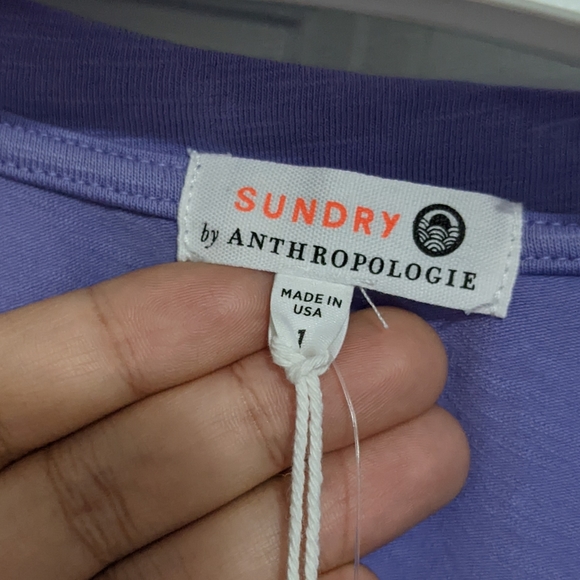 SUNDRY
by ANTHROPOLOGIE
MADE IN
USA
1